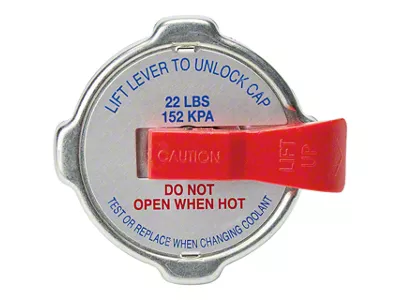 LIFT LEVER TO UNLOCK CAP
22 LBS
152 KPA
CAUTION
LIFT
UP
DO NOT
OPEN WHEN HOT
TEST OR REPLACE WHEN CHANGING COOLANT